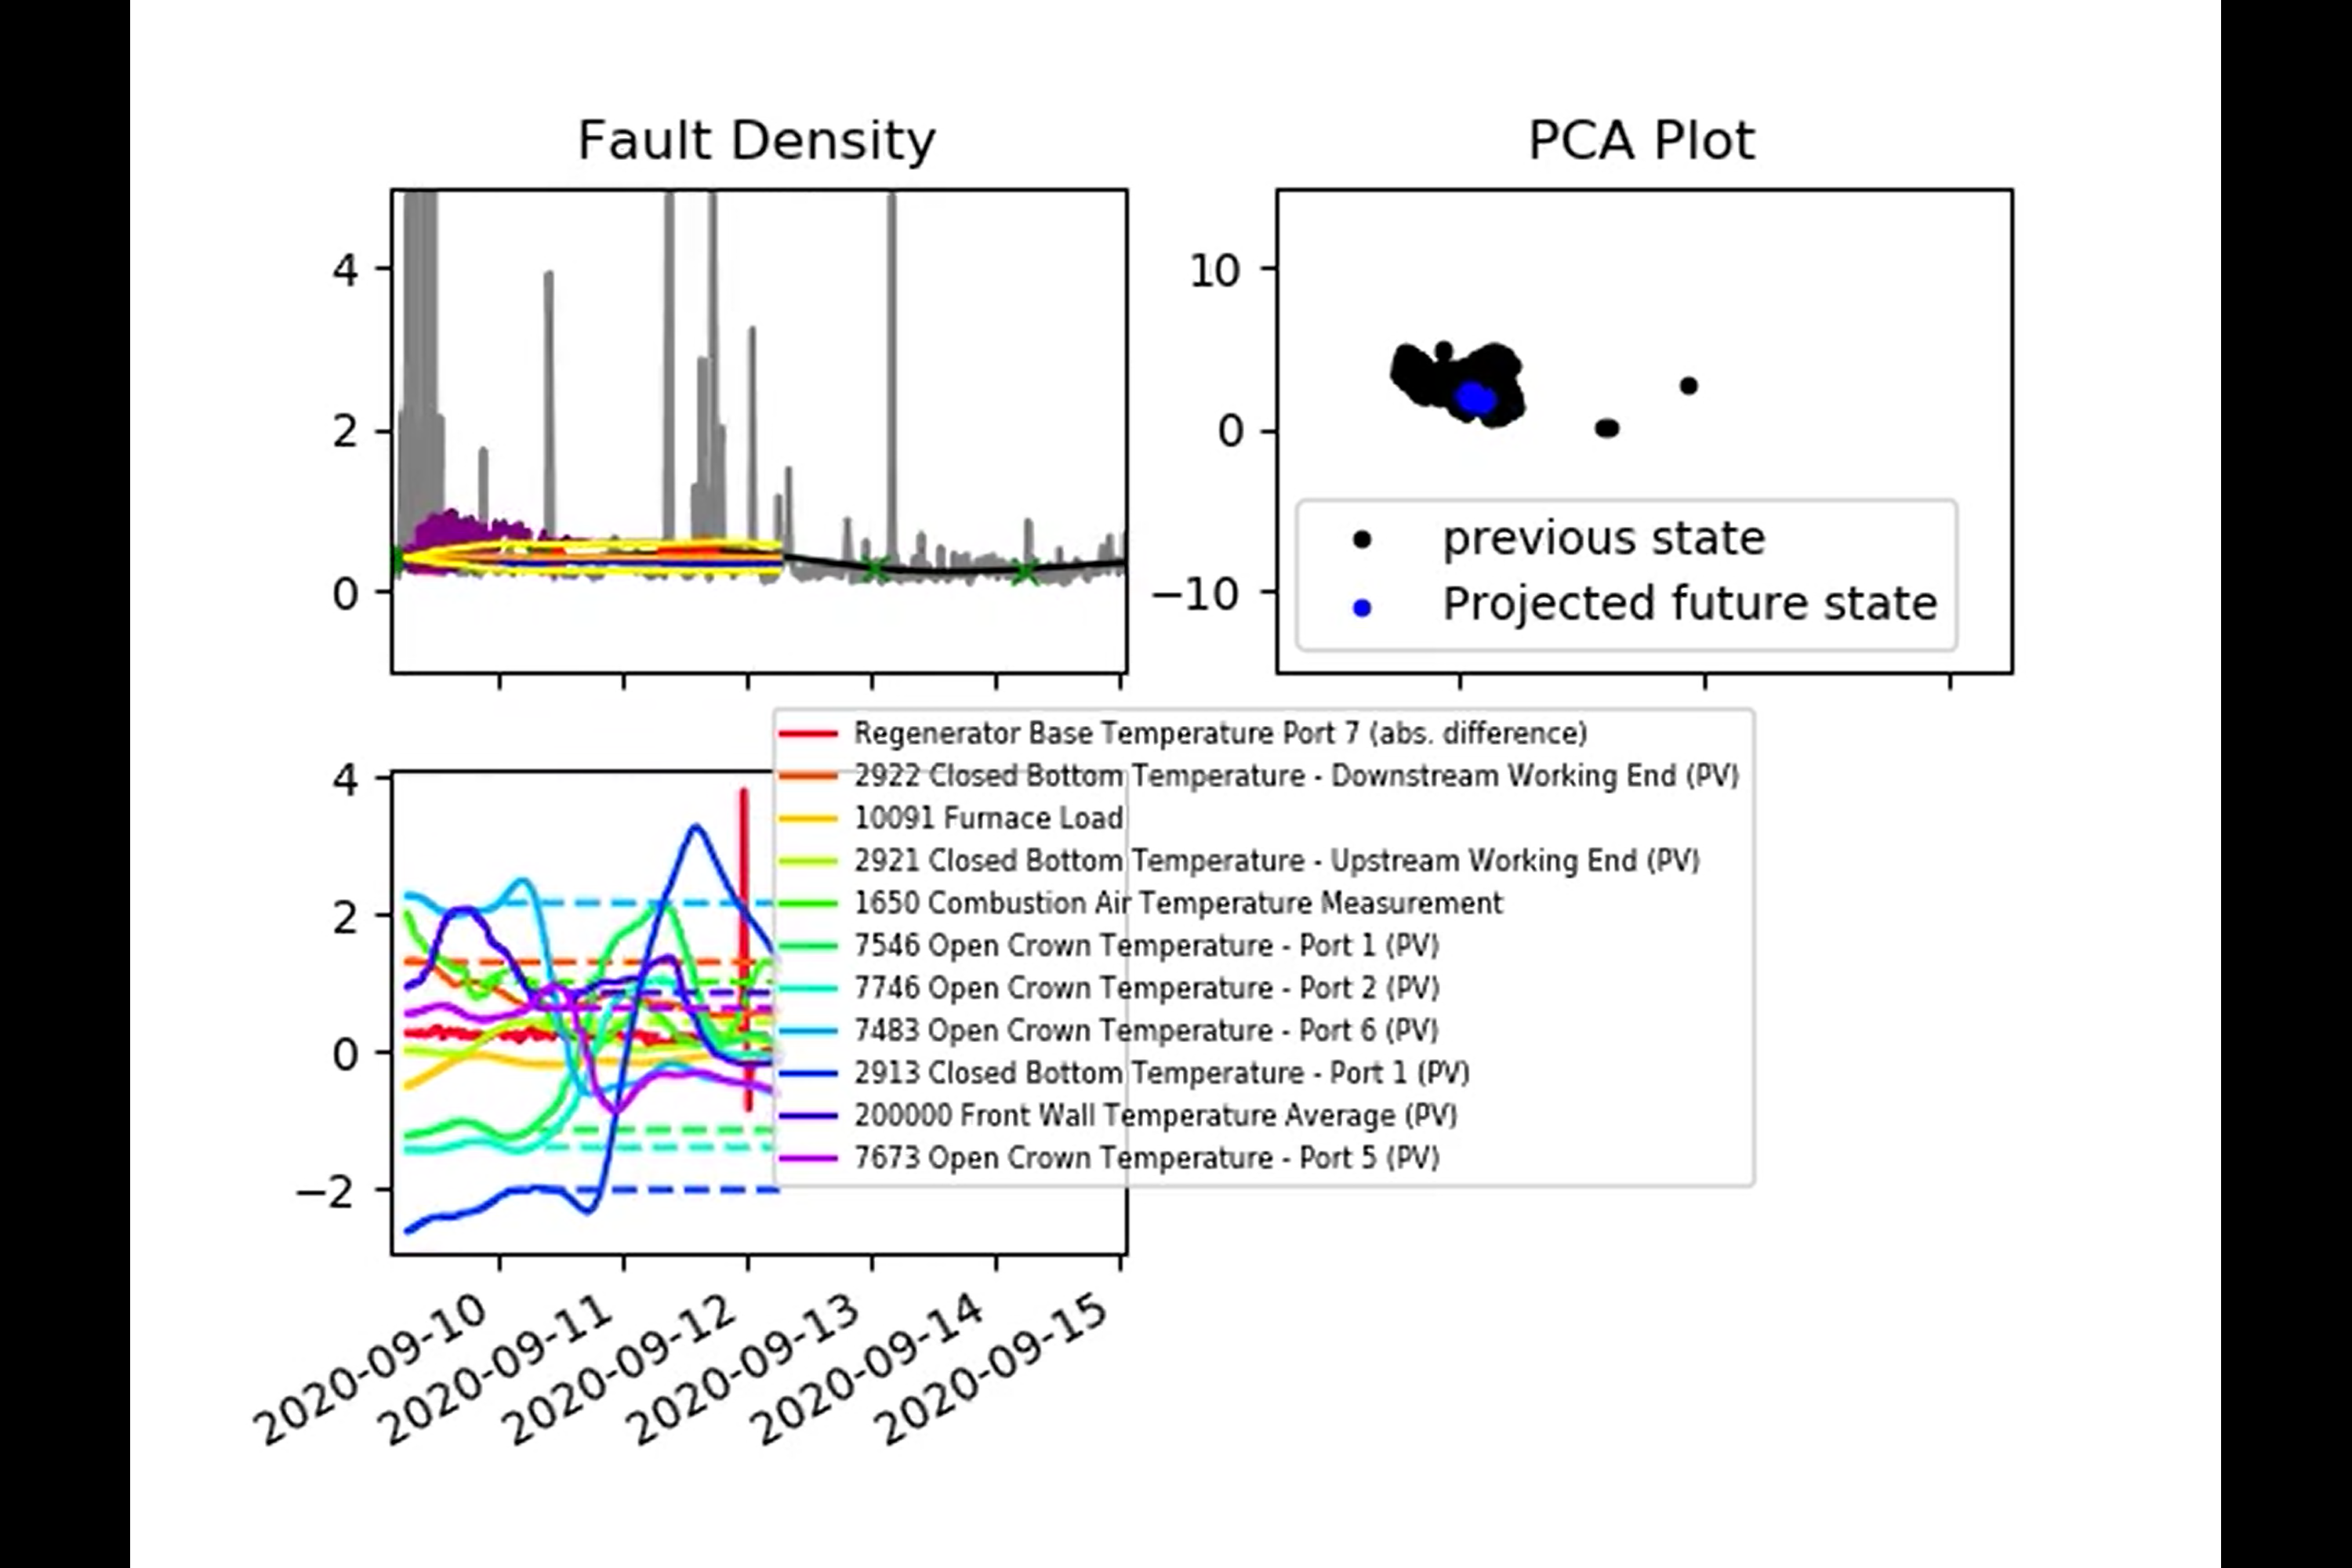 Fault Density
PCA Plot
4
2
0
10
0
−10
previous state
Projected future state
4
2
0
−2
Regenerator Base Temperature Port 7 (abs. difference)
2922 Closed Bottom Temperature - Downstream Working End (PV)
10091 Furnace Load
2921 Closed Bottom Temperature - Upstream Working End (PV)
1650 Combustion Air Temperature Measurement
7546 Open Crown Temperature - Port 1 (PV)
7746 Open Crown Temperature - Port 2 (PV)
7483 Open Crown Temperature - Port 6 (PV)
2913 Closed Bottom Temperature - Port 1 (PV)
200000 Front Wall Temperature Average (PV)
7673 Open Crown Temperature - Port 5 (PV)
2020-09-10
2020-09-11
2020-09-12
2020-09-13
2020-09-14
2020-09-15